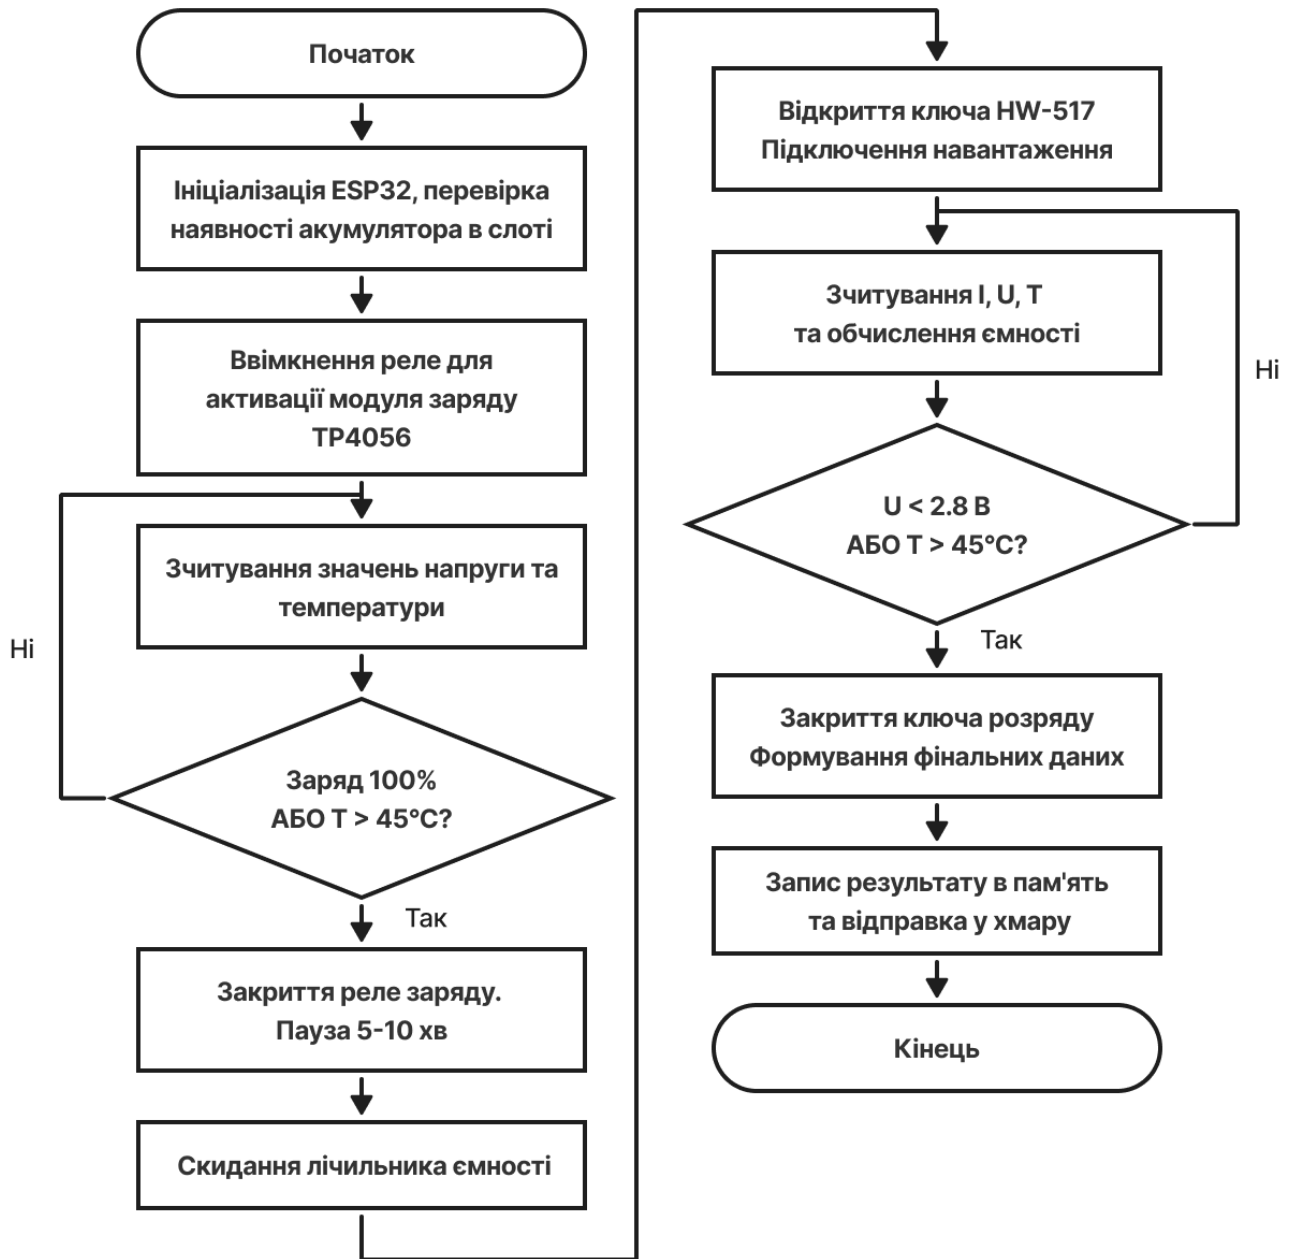 Початок
Ініціалізація ESP32, перевірка
наявності акумулятора в слоті
Ввімкнення реле для
активації модуля заряду
TP4056
Зчитування значень напруги та
температури
Ні
Заряд 100%
АБО T > 45°C?
Так
Закриття реле заряду.
Пауза 5-10 хв
Скидання лічильника ємності
Відкриття ключа HW-517
Підключення навантаження
Зчитування I, U, T
та обчислення ємності
Ні
U < 2.8 В
АБО T > 45°C?
Так
Закриття ключа розряду
Формування фінальних даних
Запис результату в пам'ять
та відправка у хмару
Кінець